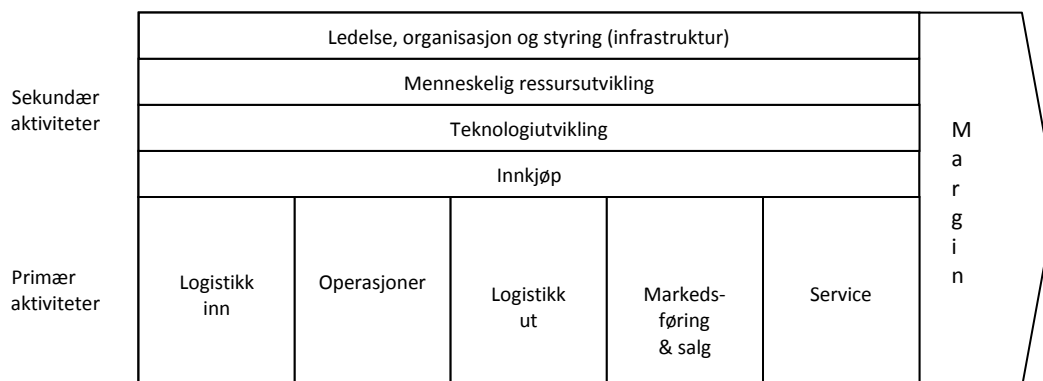 Ledelse, organisasjon og styring (infrastruktur)
Menneskelig ressursutvikling
Sekundær
aktiviteter
Teknologiutvikling
Innkjøp
Margin
Primær
aktiviteter
Logistikk
inn
Operasjoner
Logistikk
ut
Markeds-
føring
& salg
Service